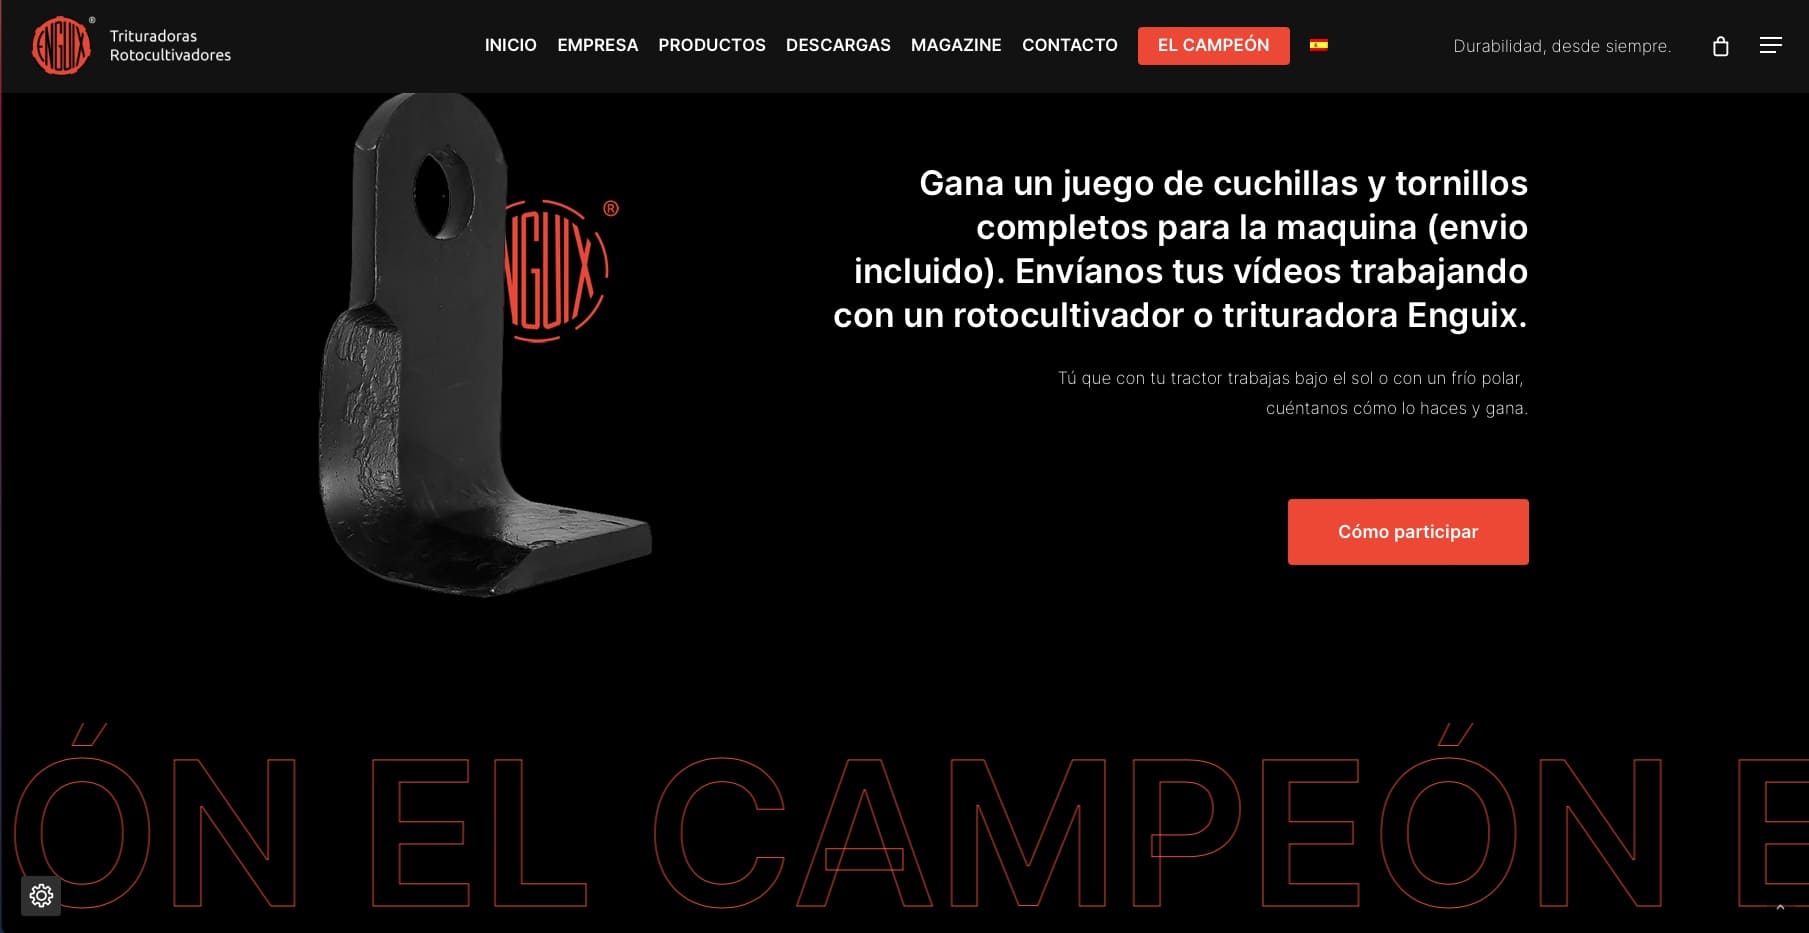 ENGUIX
®
Trituradoras
Rotocultivadores
INICIO EMPRESA PRODUCTOS DESCARGAS MAGAZINE CONTACTO EL CAMPEÓN
Durabilidad, desde siempre.
NGUIX
®
Gana un juego de cuchillas y tornillos
completos para la maquina (envio
incluido). Envíanos tus vídeos trabajando
con un rotocultivador o trituradora Enguix.
Tú que con tu tractor trabajas bajo el sol o con un frío polar,
cuéntanos cómo lo haces y gana.
Cómo participar
ÓN EL CAMPEÓN E